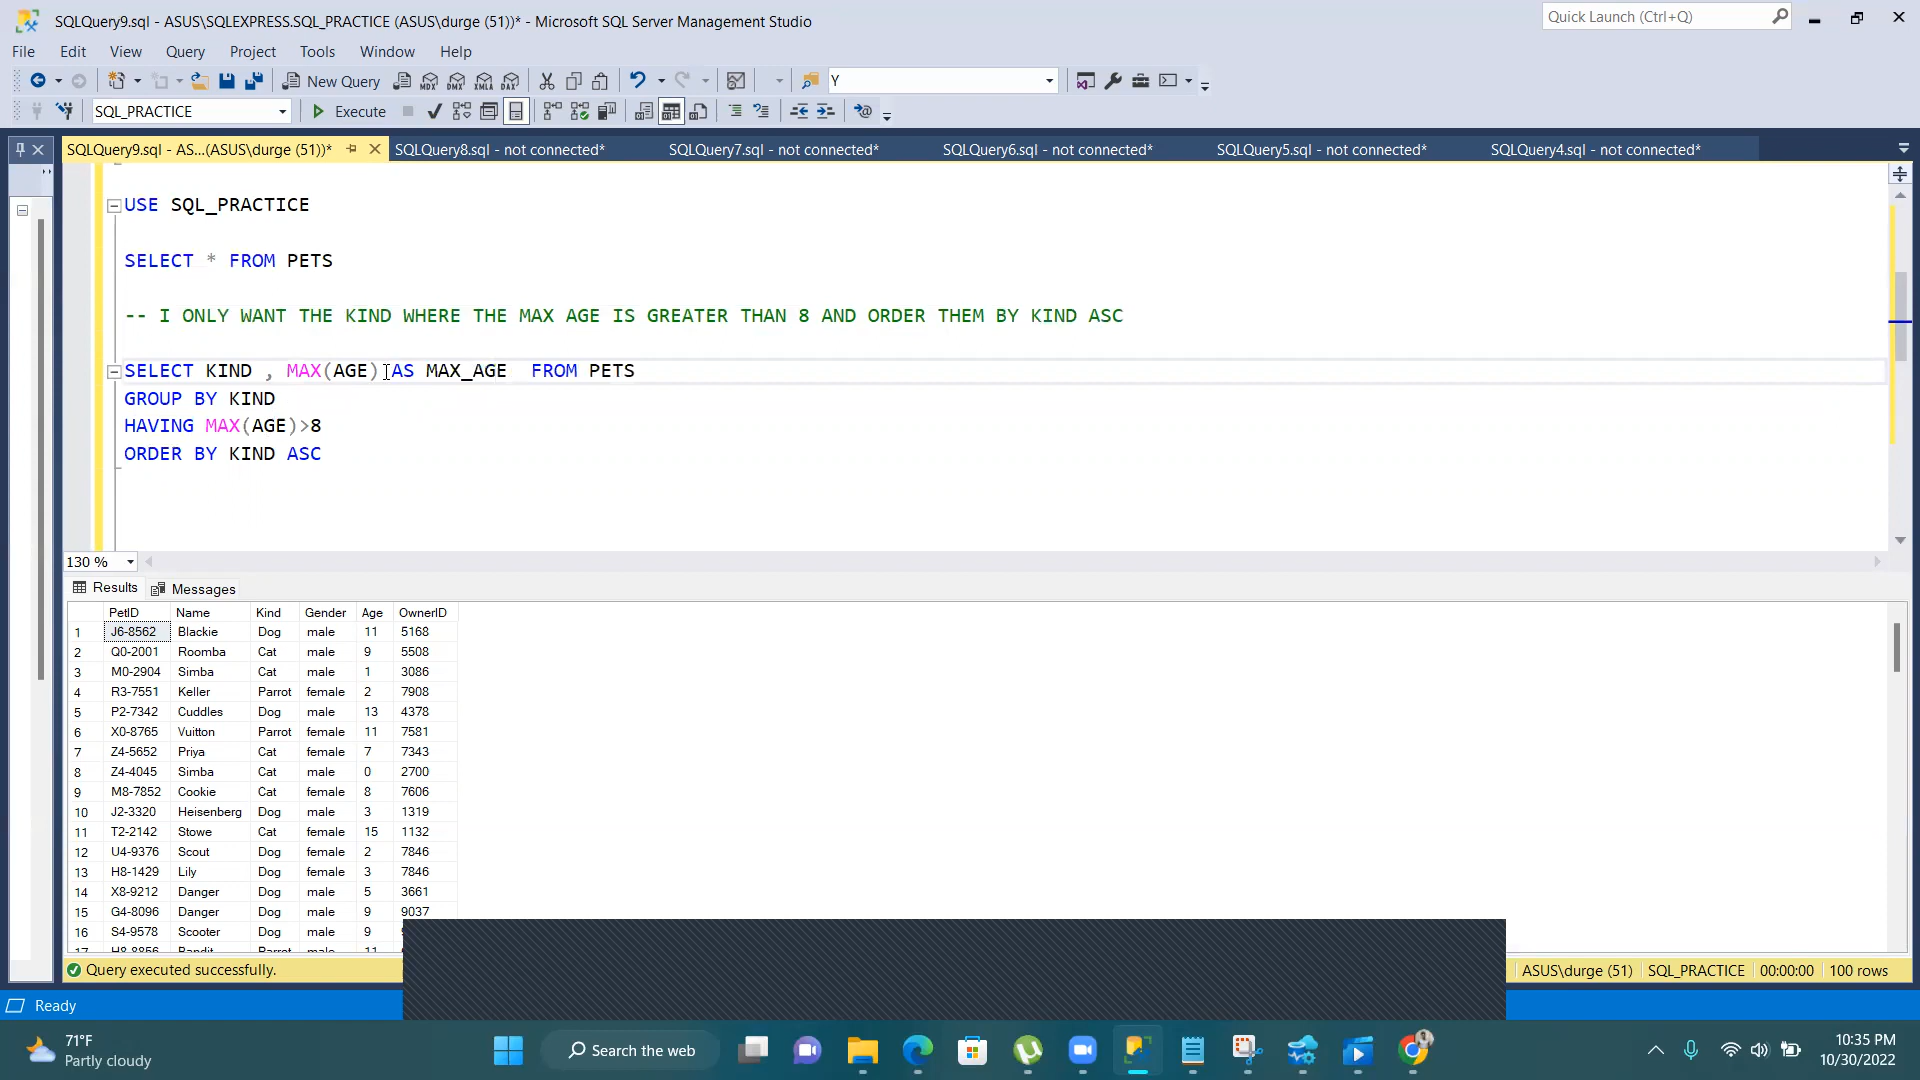 SQLQuery9.sql - ASUS\SQLEXPRESS.SQL_PRACTICE (ASUS\durge (51))* - Microsoft SQL Server Management Studio
Quick Launch (Ctrl+Q)
File Edit View Query Project Tools Window Help
New Query MDX DMX XMLA DAX Y
SQL_PRACTICE Execute
SQLQuery9.sql - AS...(ASUS\durge (51))* SQLQuery8.sql - not connected* SQLQuery7.sql - not connected* SQLQuery6.sql - not connected* SQLQuery5.sql - not connected* SQLQuery4.sql - not connected*
USE SQL_PRACTICE
SELECT * FROM PETS
-- I ONLY WANT THE KIND WHERE THE MAX AGE IS GREATER THAN 8 AND ORDER THEM BY KIND ASC
SELECT KIND , MAX(AGE) AS MAX_AGE FROM PETS
GROUP BY KIND
HAVING MAX(AGE)>8
ORDER BY KIND ASC
130 %
Results Messages
PetID Name Kind Gender Age OwnerID
1 J6-8562 Blackie Dog male 11 5168
2 Q0-2001 Roomba Cat male 9 5508
3 M0-2904 Simba Cat male 1 3086
4 R3-7551 Keller Parrot female 2 7908
5 P2-7342 Cuddles Dog male 13 4378
6 X0-8765 Vuitton Parrot female 11 7581
7 Z4-5652 Priya Cat female 7 7343
8 Z4-4045 Simba Cat male 0 2700
9 M8-7852 Cookie Cat female 8 7606
10 J2-3320 Heisenberg Dog male 3 1319
11 T2-2142 Stowe Cat female 15 1132
12 U4-9376 Scout Dog female 2 7846
13 H8-1429 Lily Dog female 3 7846
14 X8-9212 Danger Dog male 5 3661
15 G4-8096 Danger Dog male 9 9037
16 S4-9578 Scooter Dog male 9
17 H8-8856 Bandit Parrot male 11
Query executed successfully. ASUS\durge (51) SQL_PRACTICE 00:00:00 100 rows
Ready
71°F
Partly cloudy
Search the web
10:35 PM
10/30/2022